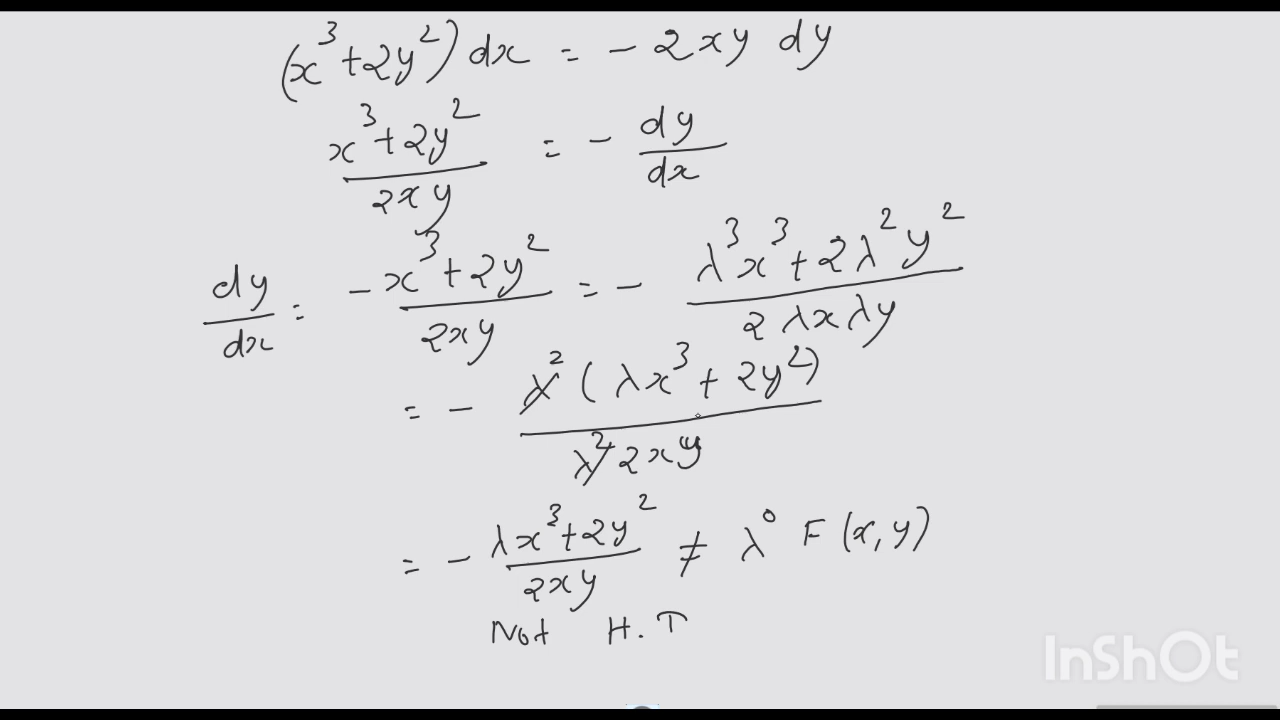 (x³+2y²) dx = - 2xy dy
x³+2y² / 2xy = - dy/dx
dy/dx = - x³+2y² / 2xy = - λ³x³+2λ²y² / 2λxλy
= - λ²(λx³+2y²) / λ²2xy
= - λx³+2y² / 2xy ≠ λ⁰ F(x,y)
Not H.T
InShOt